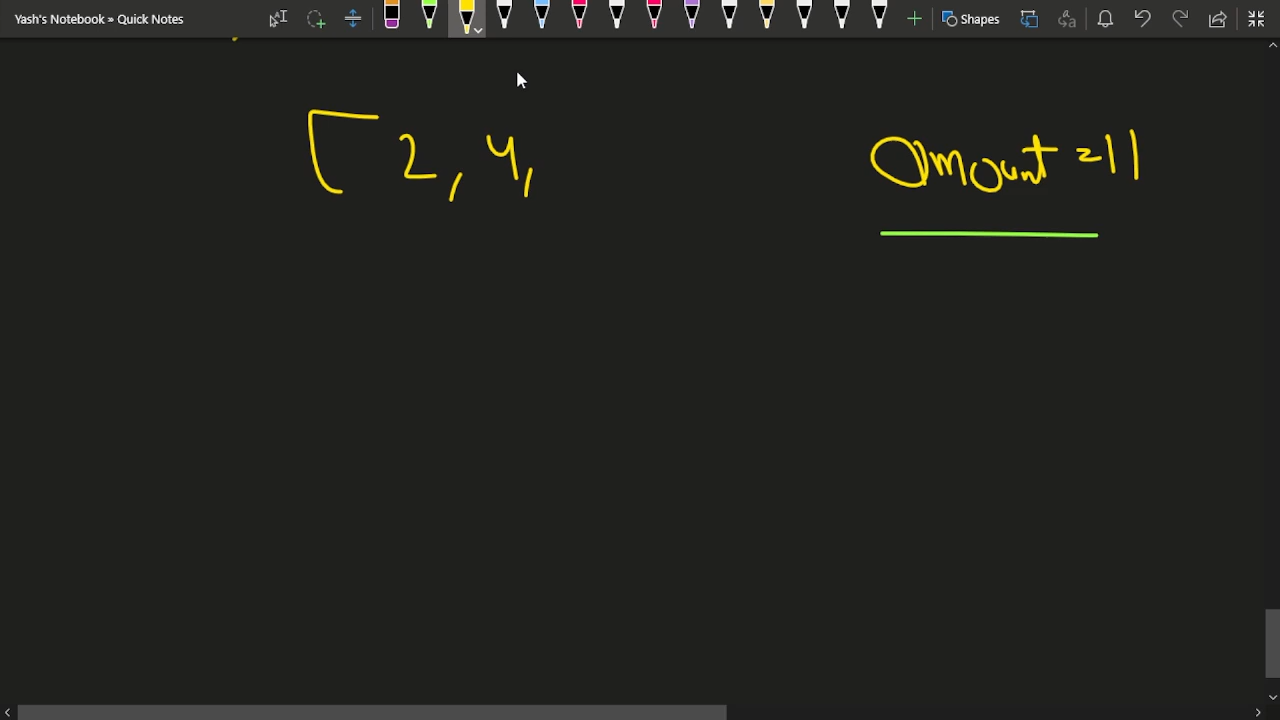 Yash's Notebook » Quick Notes
Shapes
[ 2, 4,
amount = 11